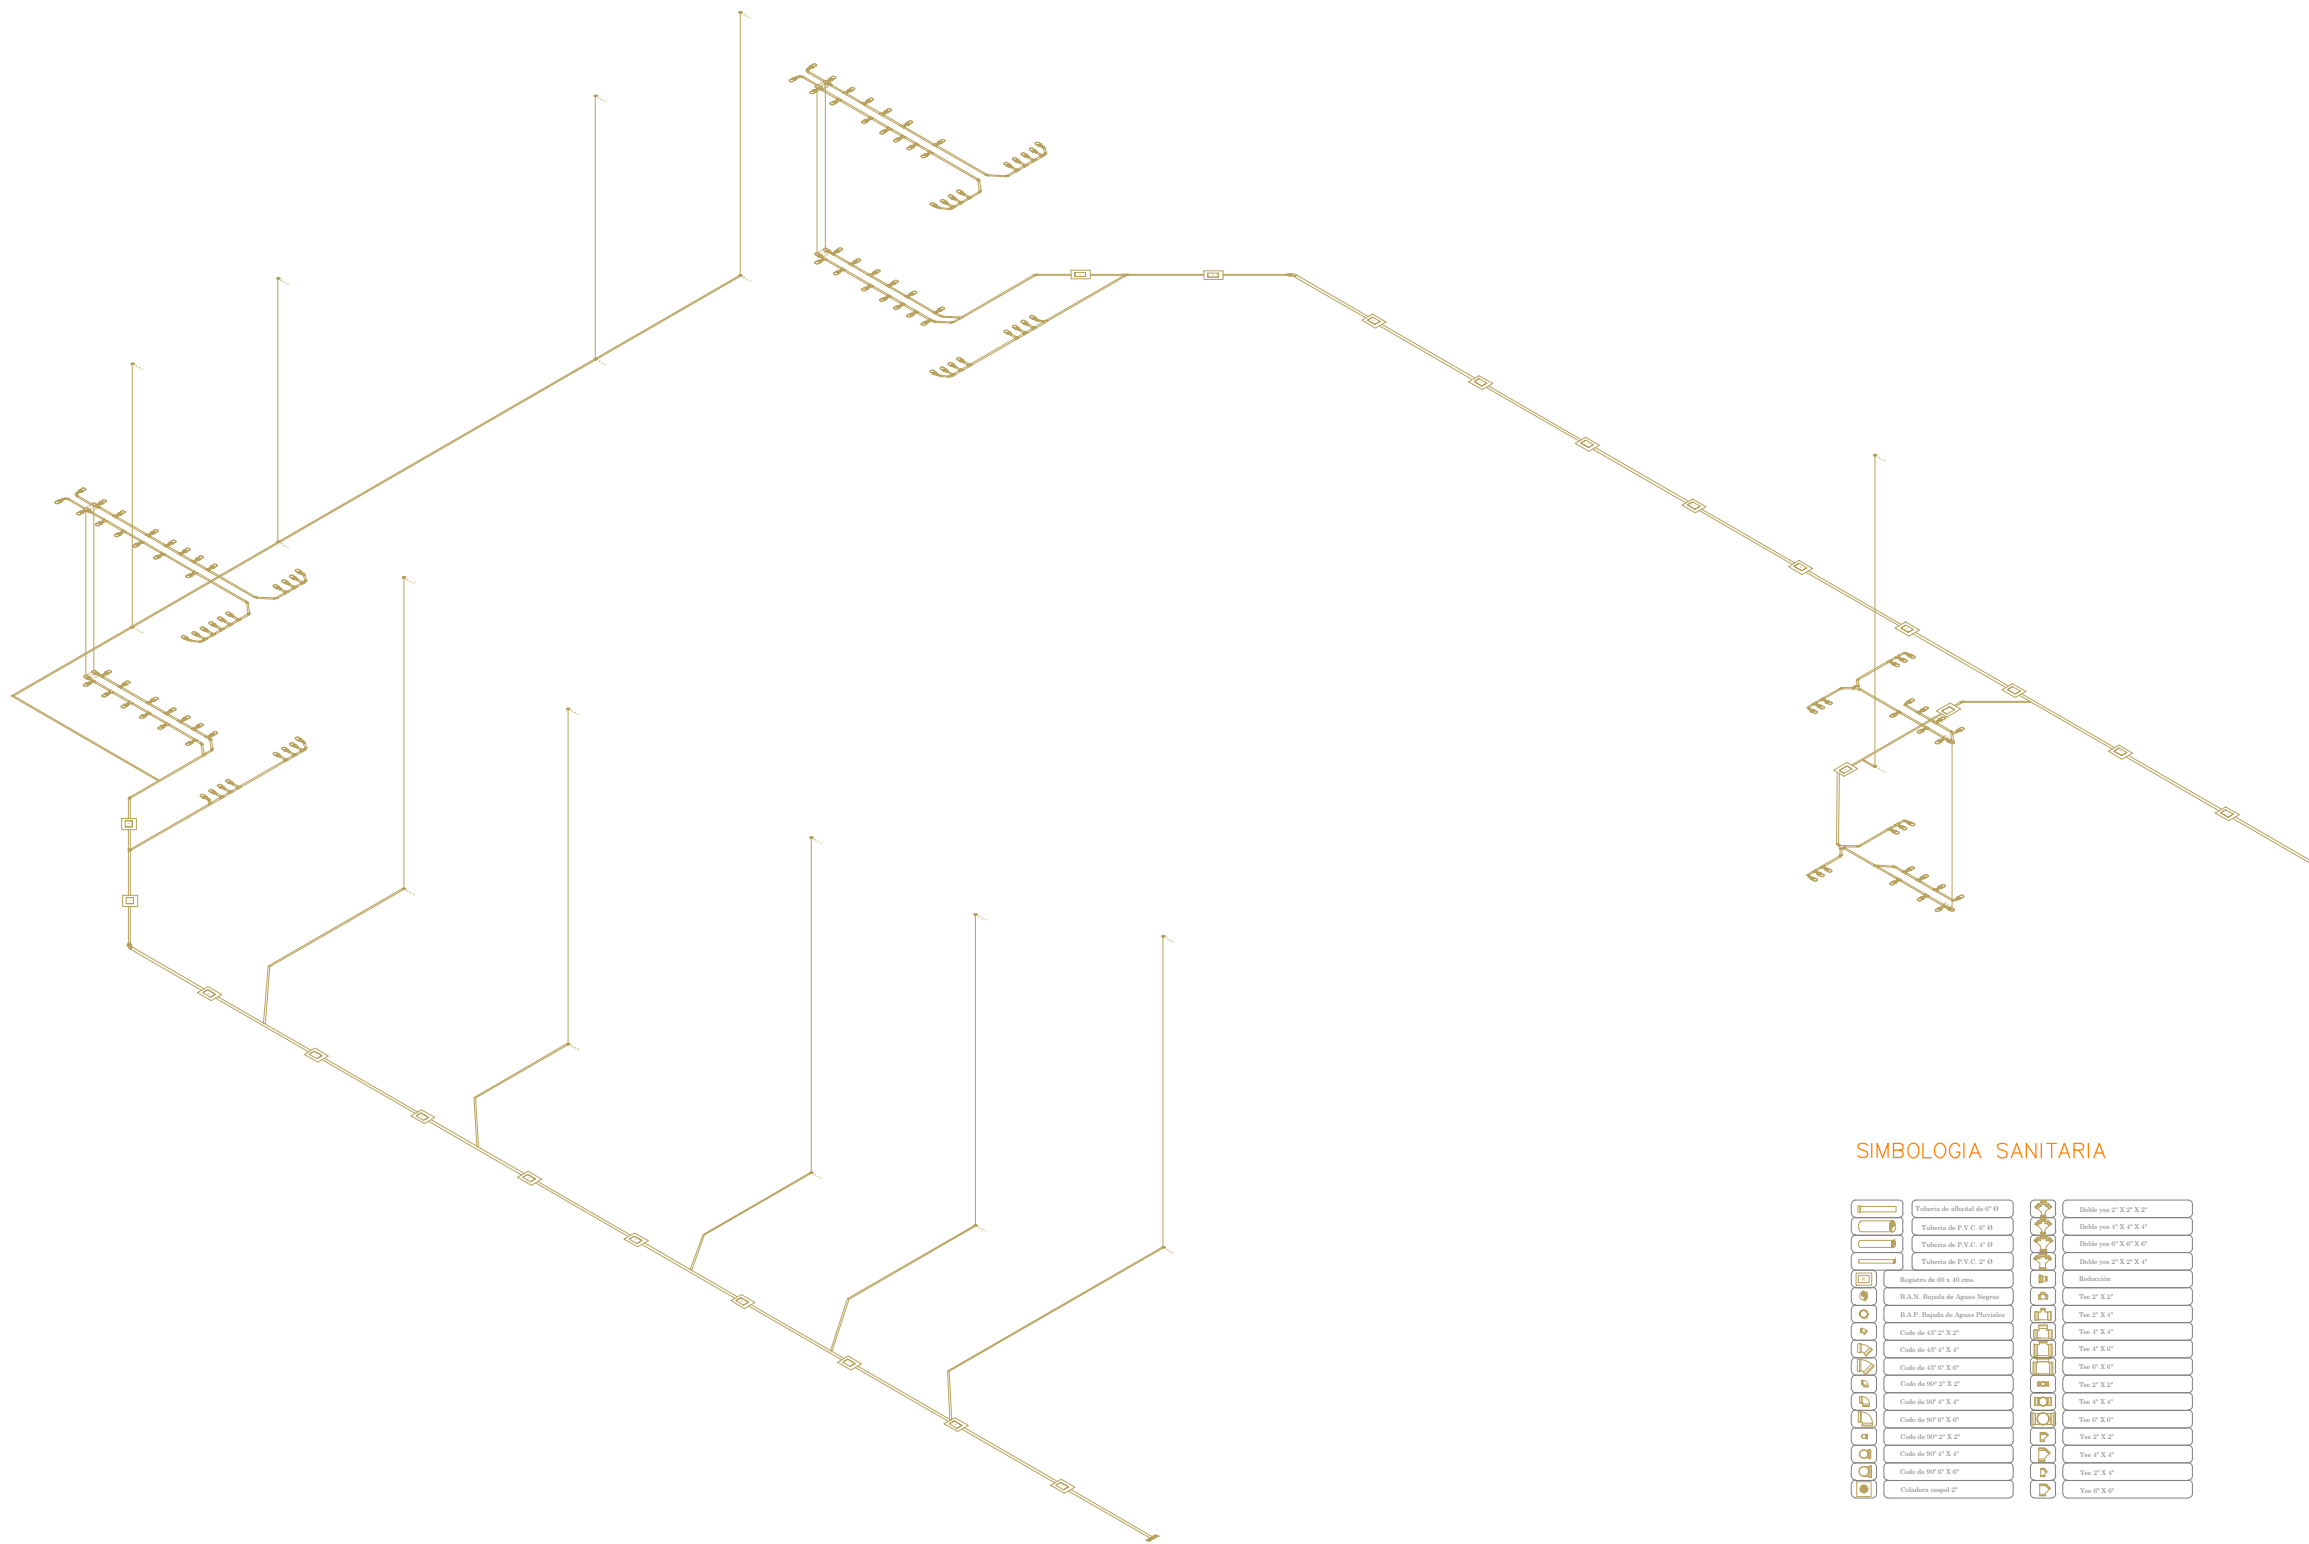 SIMBOLOGIA SANITARIA
Tuberia de albañal de 6" Ø
Tuberia de P.V.C. 6" Ø
Tuberia de P.V.C. 4" Ø
Tuberia de P.V.C. 2" Ø
Registro de 60 x 40 cms.
B.A.N. Bajada de Aguas Negras
B.A.P. Bajada de Aguas Pluviales
Codo de 45° 2" X 2"
Codo de 45° 4" X 4"
Codo de 45° 6" X 6"
Codo de 90° 2" X 2"
Codo de 90° 4" X 4"
Codo de 90° 6" X 6"
Codo de 90° 2" X 2"
Codo de 90° 4" X 4"
Codo de 90° 6" X 6"
Coladera cespol 2"
Doble yee 2" X 2" X 2"
Doble yee 4" X 4" X 4"
Doble yee 6" X 6" X 6"
Doble yee 2" X 2" X 4"
Reducción
Tee 2" X 2"
Tee 2" X 4"
Tee 4" X 4"
Tee 4" X 6"
Tee 6" X 6"
Tee 2" X 2"
Tee 4" X 4"
Tee 6" X 6"
Yee 2" X 2"
Yee 4" X 4"
Yee 2" X 4"
Yee 6" X 6"